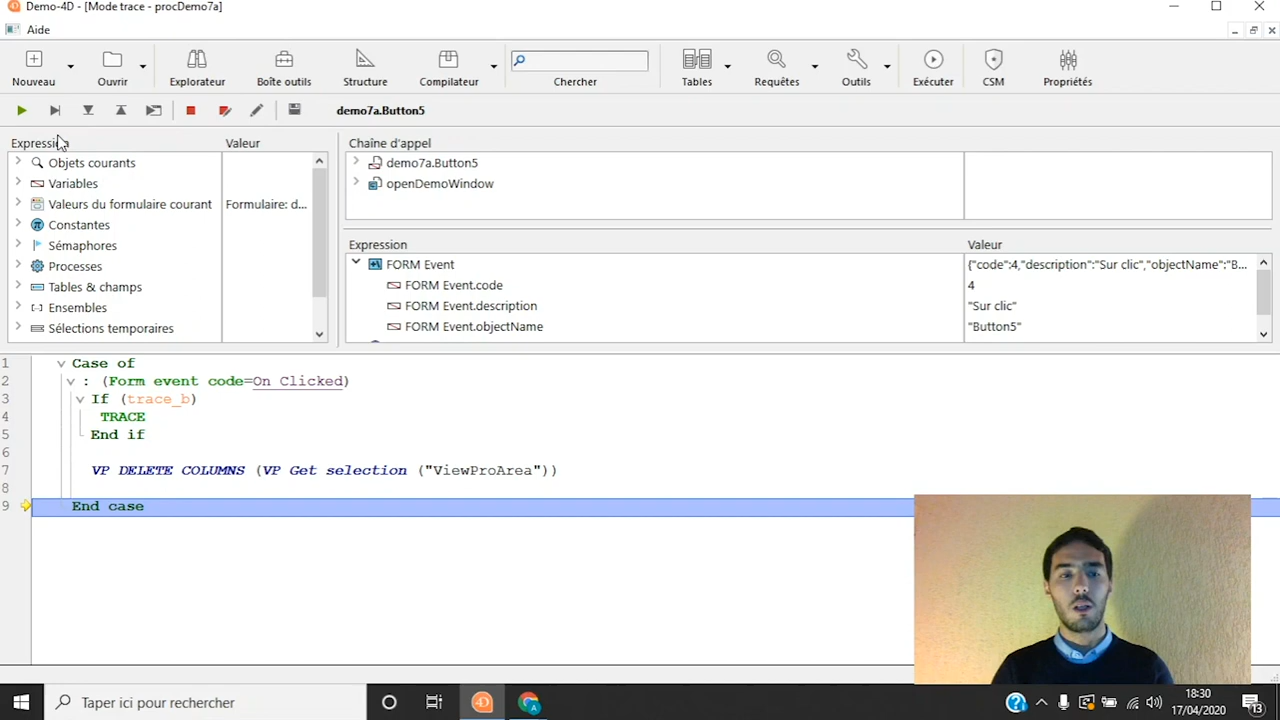 Demo-4D - [Mode trace - procDemo7a]
Aide
Nouveau
Ouvrir
Explorateur
Boîte outils
Structure
Compilateur
Chercher
Tables
Requêtes
Outils
Exécuter
CSM
Propriétés
demo7a.Button5
Expression Valeur
Objets courants
Variables
Valeurs du formulaire courant Formulaire: d...
Constantes
Sémaphores
Processes
Tables & champs
Ensembles
Sélections temporaires
Chaîne d'appel
demo7a.Button5
openDemoWindow
Expression Valeur
FORM Event {"code":4,"description":"Sur clic","objectName":"B...
FORM Event.code 4
FORM Event.description "Sur clic"
FORM Event.objectName "Button5"
1 Case of
2 : (Form event code=On Clicked)
3 If (trace_b)
4 TRACE
5 End if
6
7 VP DELETE COLUMNS (VP Get selection ("ViewProArea"))
8
9 End case
Taper ici pour rechercher
18:30
17/04/2020
13